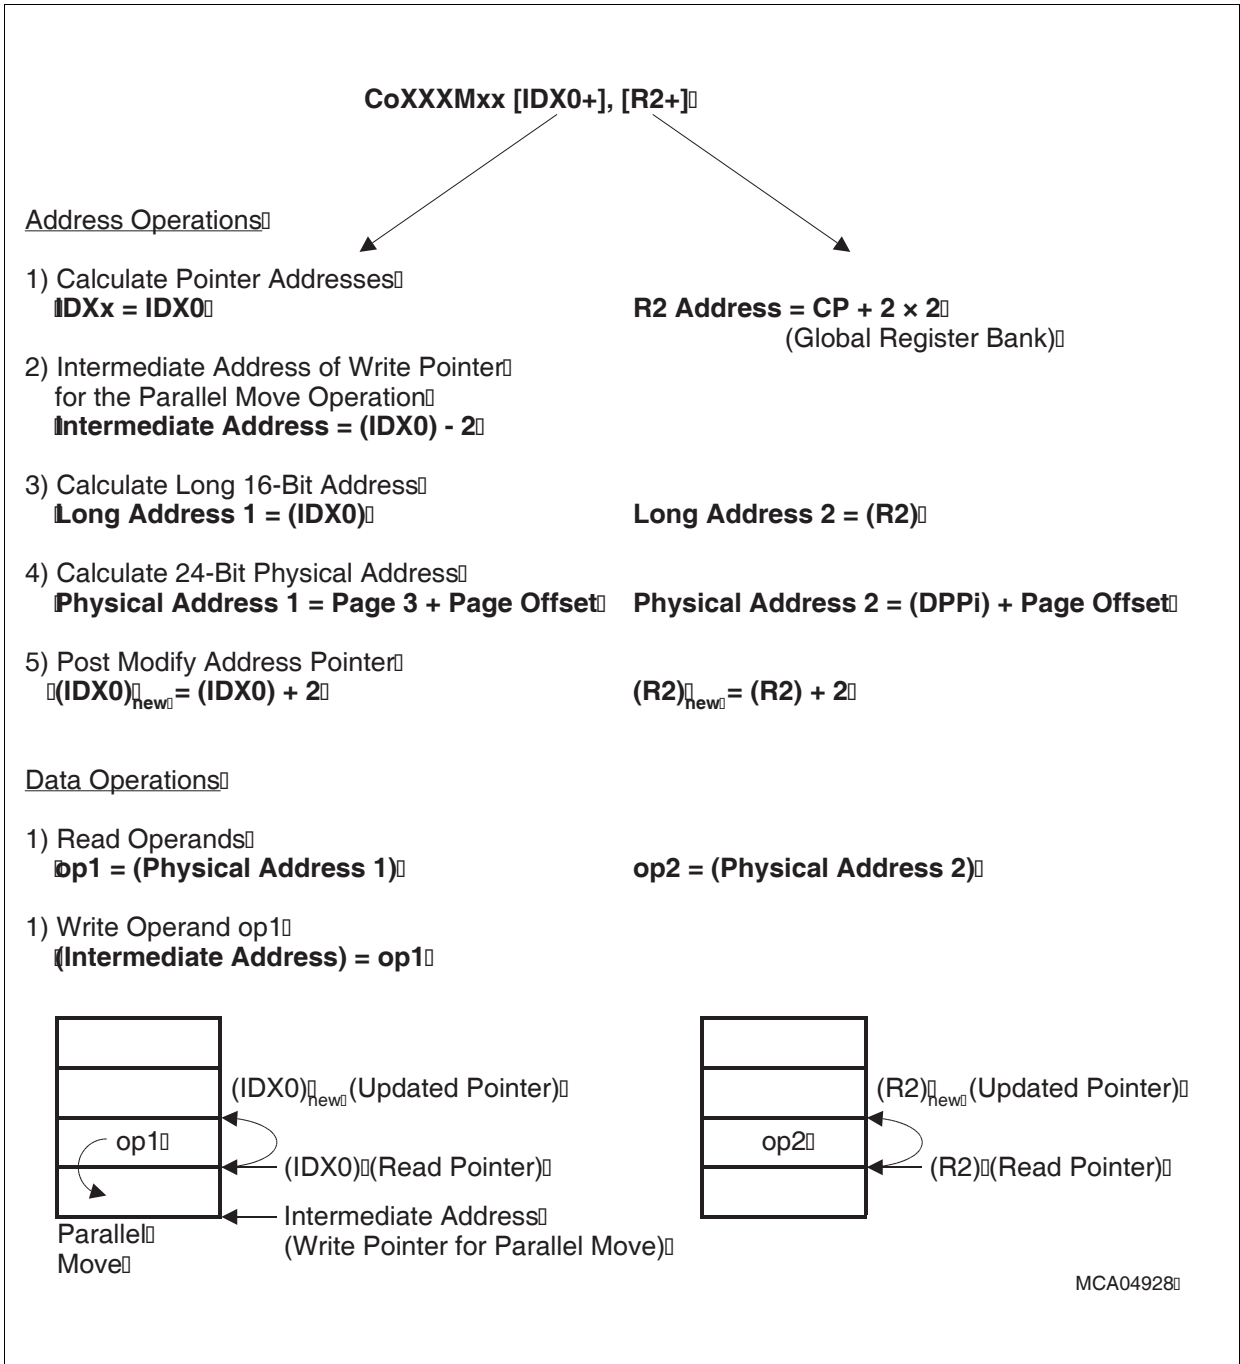 CoXXXMxx [IDX0+], [R2+]
Address Operations
1) Calculate Pointer Addresses
IDXx = IDX0
R2 Address = CP + 2 × 2
(Global Register Bank)
2) Intermediate Address of Write Pointer
for the Parallel Move Operation
Intermediate Address = (IDX0) - 2
3) Calculate Long 16-Bit Address
Long Address 1 = (IDX0)
Long Address 2 = (R2)
4) Calculate 24-Bit Physical Address
Physical Address 1 = Page 3 + Page Offset
Physical Address 2 = (DPPi) + Page Offset
5) Post Modify Address Pointer
(IDX0)new = (IDX0) + 2
(R2)new = (R2) + 2
Data Operations
1) Read Operands
op1 = (Physical Address 1)
op2 = (Physical Address 2)
1) Write Operand op1
(Intermediate Address) = op1
(IDX0)new (Updated Pointer)
op1
(IDX0) (Read Pointer)
Intermediate Address
(Write Pointer for Parallel Move)
Parallel
Move
(R2)new (Updated Pointer)
op2
(R2) (Read Pointer)
MCA04928